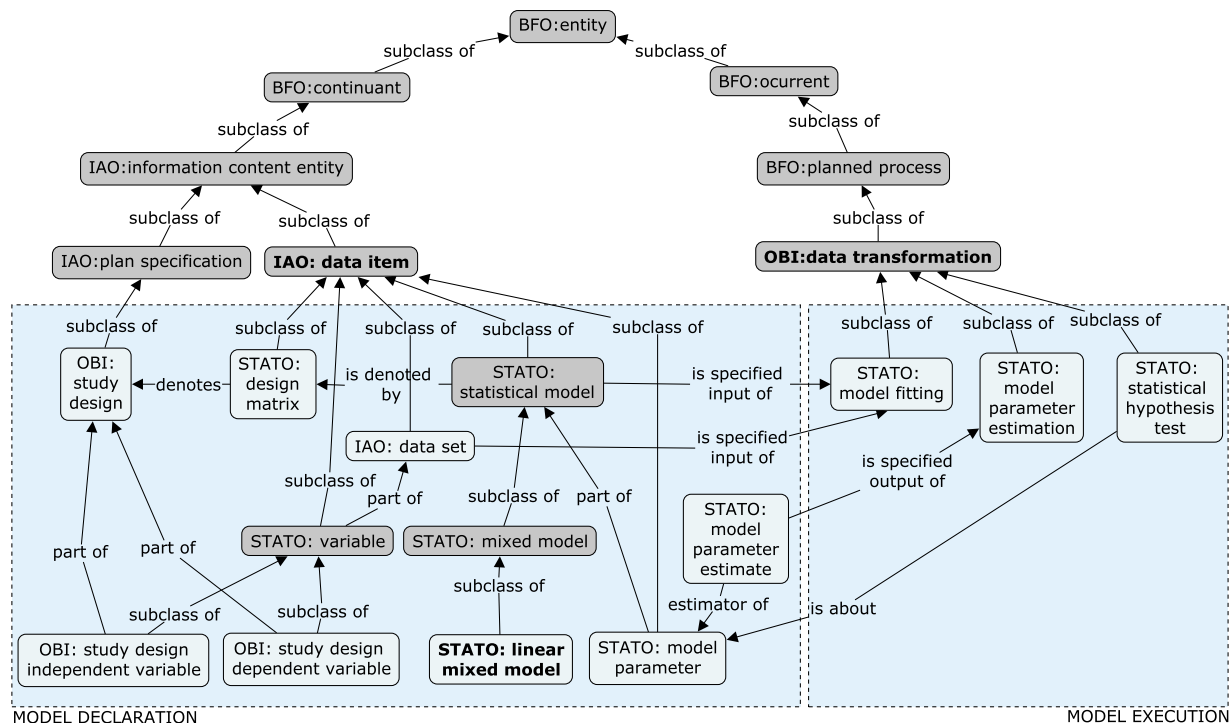 BFO:entity
subclass of
subclass of
BFO:continuant
BFO:ocurrent
subclass of
subclass of
IAO:information content entity
BFO:planned process
subclass of
subclass of
subclass of
IAO:plan specification
IAO: data item
OBI:data transformation
subclass of
subclass of
subclass of
subclass of
subclass of
subclass of
subclass of
subclass of
OBI:
study
design
denotes
STATO:
design
matrix
is denoted
by
STATO:
statistical model
is specified
input of
STATO:
model fitting
STATO:
model
parameter
estimation
STATO:
statistical
hypothesis
test
IAO: data set
is specified
input of
is specified
output of
subclass of
part of
subclass of
part of
STATO:
model
parameter
estimate
STATO: variable
STATO: mixed model
part of
part of
subclass of
subclass of
subclass of
estimator of
is about
OBI: study design
independent variable
OBI: study design
dependent variable
STATO: linear
mixed model
STATO: model
parameter
MODEL DECLARATION
MODEL EXECUTION